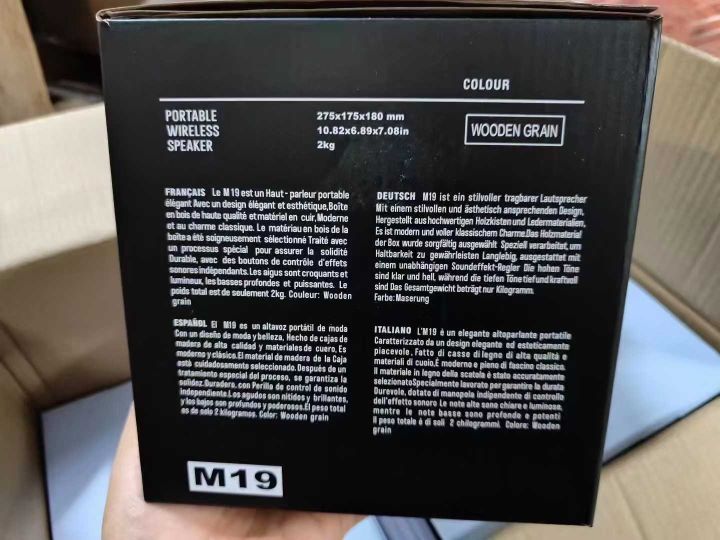 COLOUR
PORTABLE
WIRELESS
SPEAKER
275x175x180 mm
10.82x6.89x7.08in
2kg
WOODEN GRAIN
FRANÇAIS Le M 19 est un Haut - parleur portable
élégant Avec un design élégant et esthétique,Boîte
en bois de haute qualité et matériel en cuir,Moderne
et au charme classique. Le matériau en bois de la
boîte a été soigneusement sélectionné Traité avec
un processus spécial pour assurer la solidité
Durable, avec des boutons de contrôle d'effets
sonores indépendants. Les aigus sont croquants et
lumineux, les basses profondes et puissantes. Le
poids total est de seulement 2kg. Couleur: Wooden
grain
DEUTSCH M19 ist ein stilvoller tragbarer Lautsprecher
Mit einem stilvollen und ästhetisch ansprechenden Design,
Hergestellt aus hochwertigen Holzkisten und Ledermaterialien,
Es ist modern und voller klassischem Charme.Das Holzmaterial
der Box wurde sorgfältig ausgewählt Speziell verarbeitet, um
Haltbarkeit zu gewährleisten Langlebig, ausgestattet mit
einem unabhängigen Soundeffekt-Regler Die hohen Töne
sind klar und hell, während die tiefen Töne tief und kraftvoll
sind Das Gesamtgewicht beträgt nur Kilogramm.
Farbe: Maserung
ESPAÑOL El M19 es un altavoz portátil de moda
Con un diseño de moda y belleza, Hecho de cajas de
madera de alta calidad y materiales de cuero, Es
moderno y clásico.El material de madera de la Caja
está cuidadosamente seleccionado. Después de un
tratamiento especial del proceso, se garantiza la
solidez.Duradero, con Perilla de control de sonido
independiente.Los agudos son nítidos y brillantes,
y los bajos son profundos y poderosos.El peso total
es de solo 2 kilogramos. Color: Wooden grain
ITALIANO L'M19 è un elegante altoparlante portatile
Caratterizzato da un design elegante ed esteticamente
piacevole, Fatto di casse di legno di alta qualità e
materiali di cuoio,È moderno e pieno di fascino classico.
Il materiale in legno della scatola è stato accuratamente
selezionatoSpecialmente lavorato per garantire la durata
Durevole, dotato di manopola indipendente di controllo
dell'effetto sonoro Le note alte sono chiare e luminose,
mentre le note basse sono profonde e potenti
Il peso totale è di soli 2 chilogrammi. Colore: Wooden
grain
M19